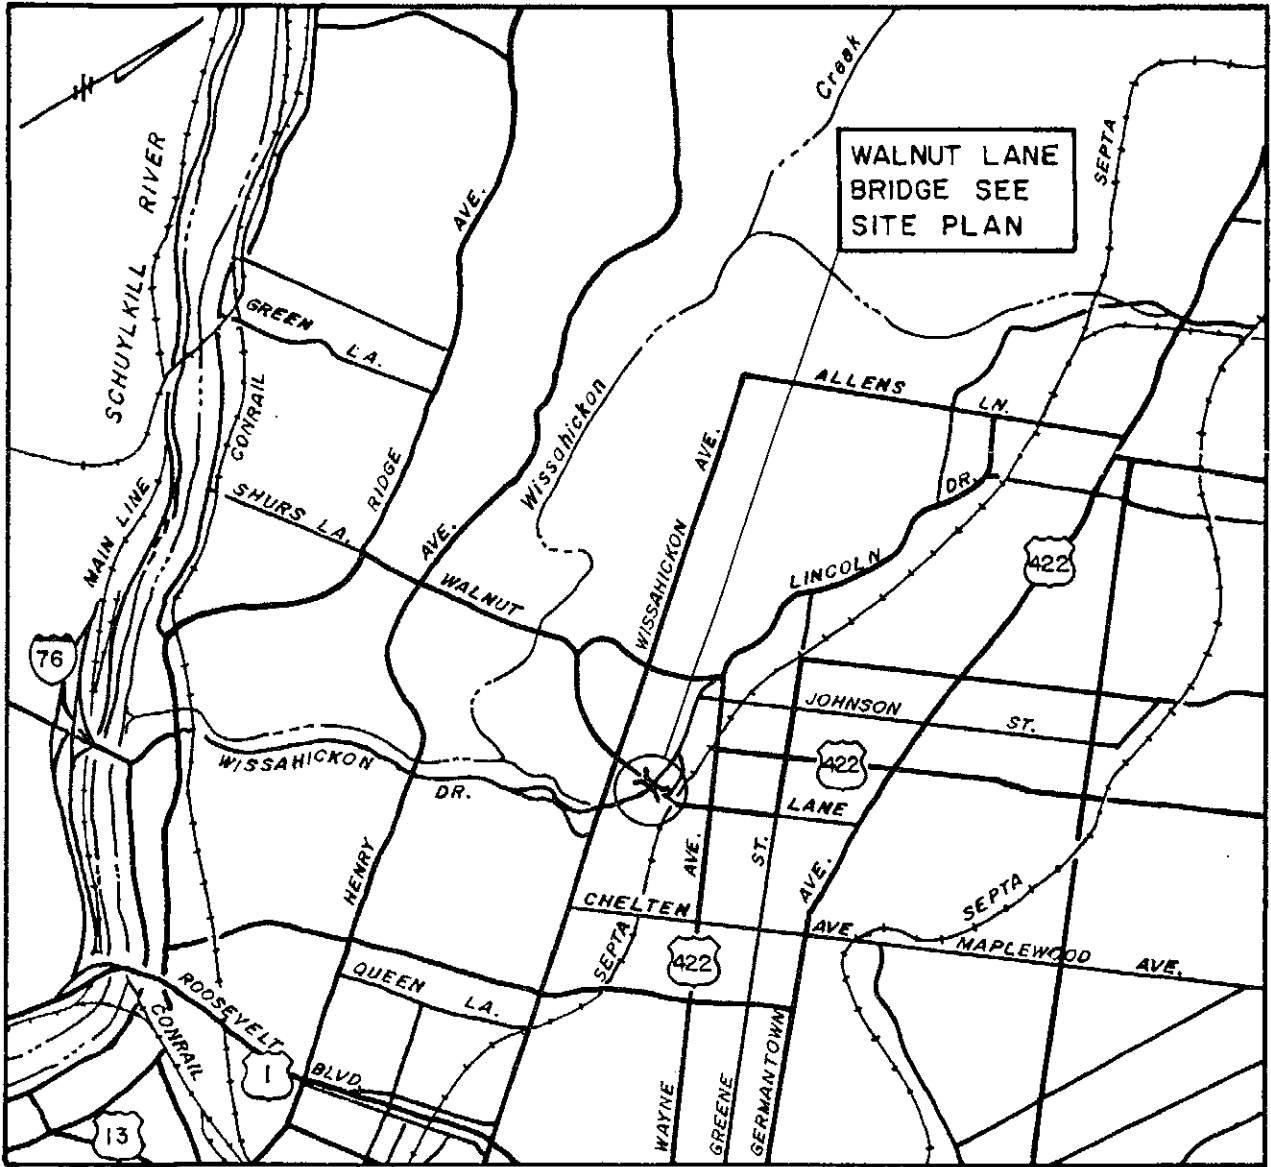 Creek
SEPTA
WALNUT LANE
BRIDGE SEE
SITE PLAN
SCHUYLKILL RIVER
AVE.
GREEN LA.
CONRAIL
Wissahickon
ALLENS LN.
AVE.
RIDGE
MAIN LINE
SHURS LA.
AVE.
DR.
WISSAHICKON
LINCOLN
422
WALNUT
76
JOHNSON ST.
422
WISSAHICKON DR.
LANE
HENRY
AVE.
ST.
AVE.
CHELTEN AVE
SEPTA
SEPTA
MAPLEWOOD AVE.
422
QUEEN LA.
ROOSEVELT
CONRAIL
1
BLVD.
13
WAYNE
GREENE
GERMANTOWN